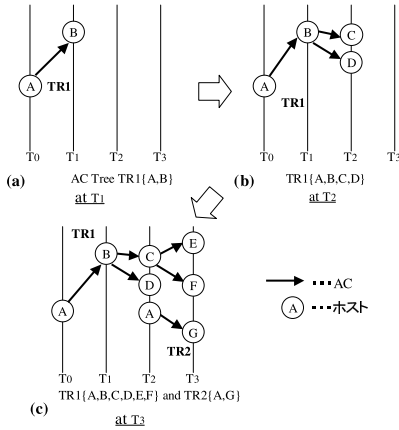 B
A
TR1
T0 T1 T2 T3
(a) AC Tree TR1{A,B}
at T1
B
C
D
A
TR1
T0 T1 T2 T3
(b) TR1{A,B,C,D}
at T2
TR1
E
B
C
D
F
A
A
G
TR2
T0 T1 T2 T3
TR1{A,B,C,D,E,F} and TR2{A,G}
(c) at T3
･･･AC
A ･･･ホスト